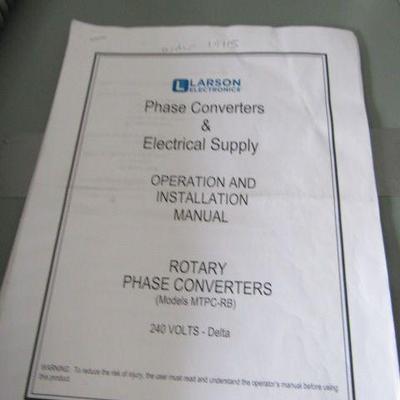 LARSON
ELECTRONICS
Phase Converters
&
Electrical Supply
OPERATION AND
INSTALLATION
MANUAL
ROTARY
PHASE CONVERTERS
(Models MTPC-RB)
240 VOLTS - Delta
WARNING: To reduce the risk of injury, the user must read and understand the operator's manual before using
this product.